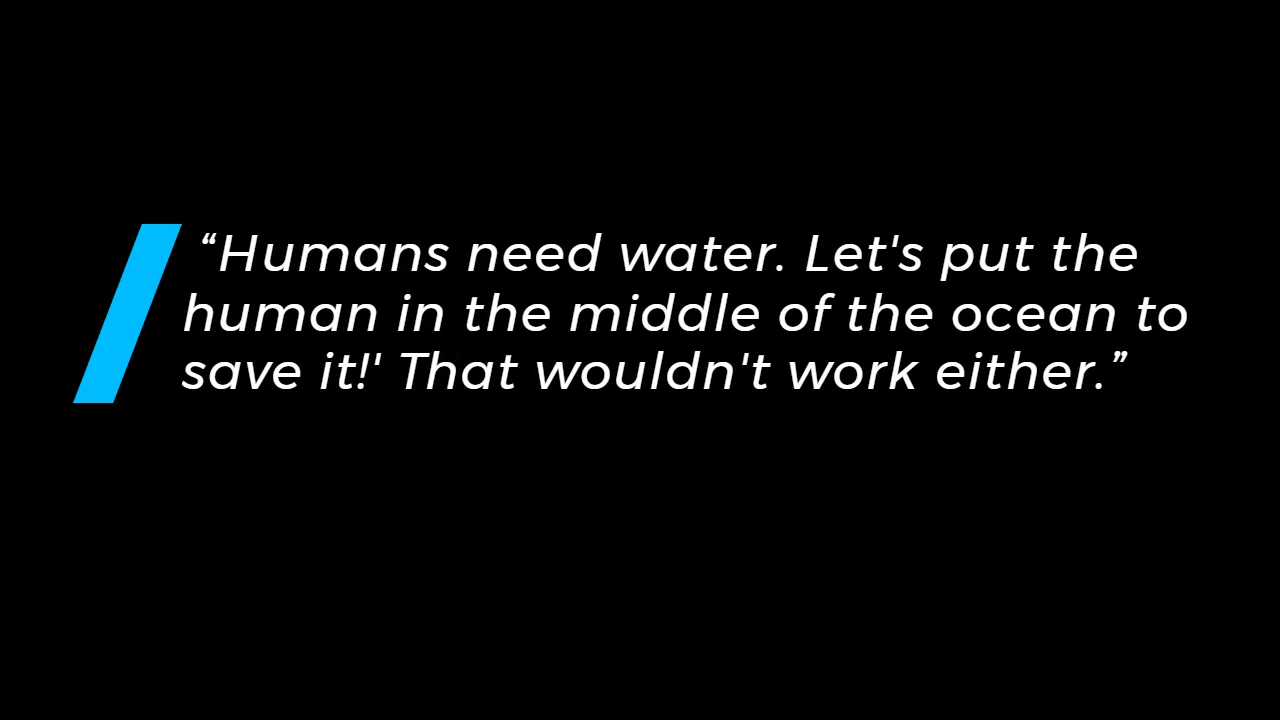 “Humans need water. Let's put the
human in the middle of the ocean to
save it!' That wouldn't work either.”